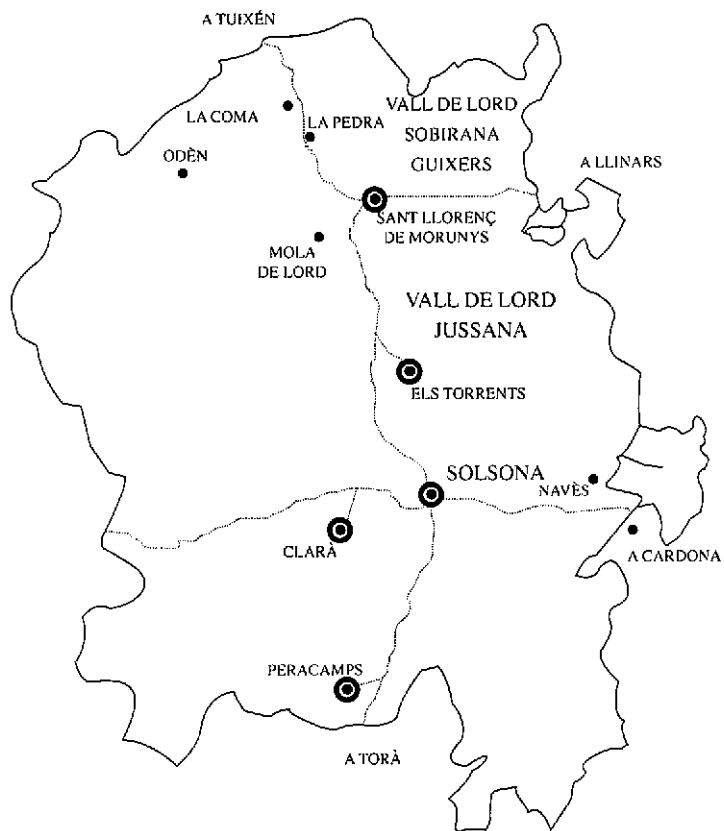 A TUIXÉN
VALL DE LORD
SOBIRANA
GUIXERS
LA COMA
LA PEDRA
ODÈN
A LLINARS
SANT LLORENÇ
DE MORUNYS
MOLA
DE LORD
VALL DE LORD
JUSSANA
ELS TORRENTS
SOLSONA
NAVÈS
CLARÀ
A CARDONA
PERACAMPS
A TORÀ